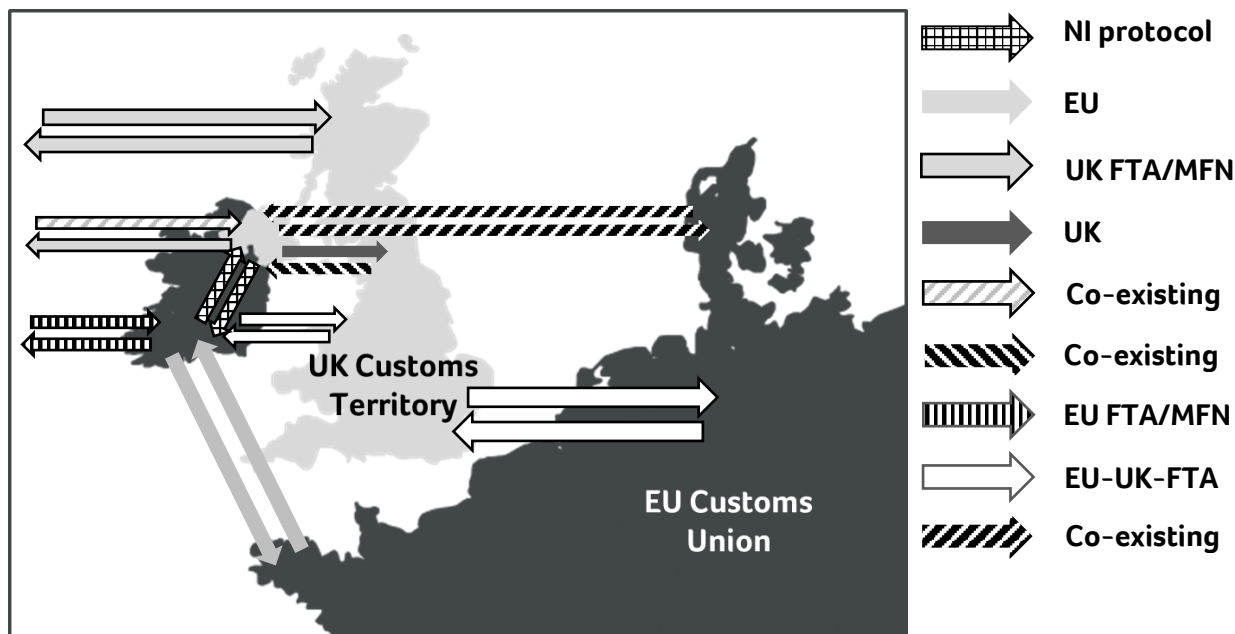 NI protocol
EU
UK FTA/MFN
UK
Co-existing
Co-existing
EU FTA/MFN
EU-UK-FTA
Co-existing
UK Customs
Territory
EU Customs
Union